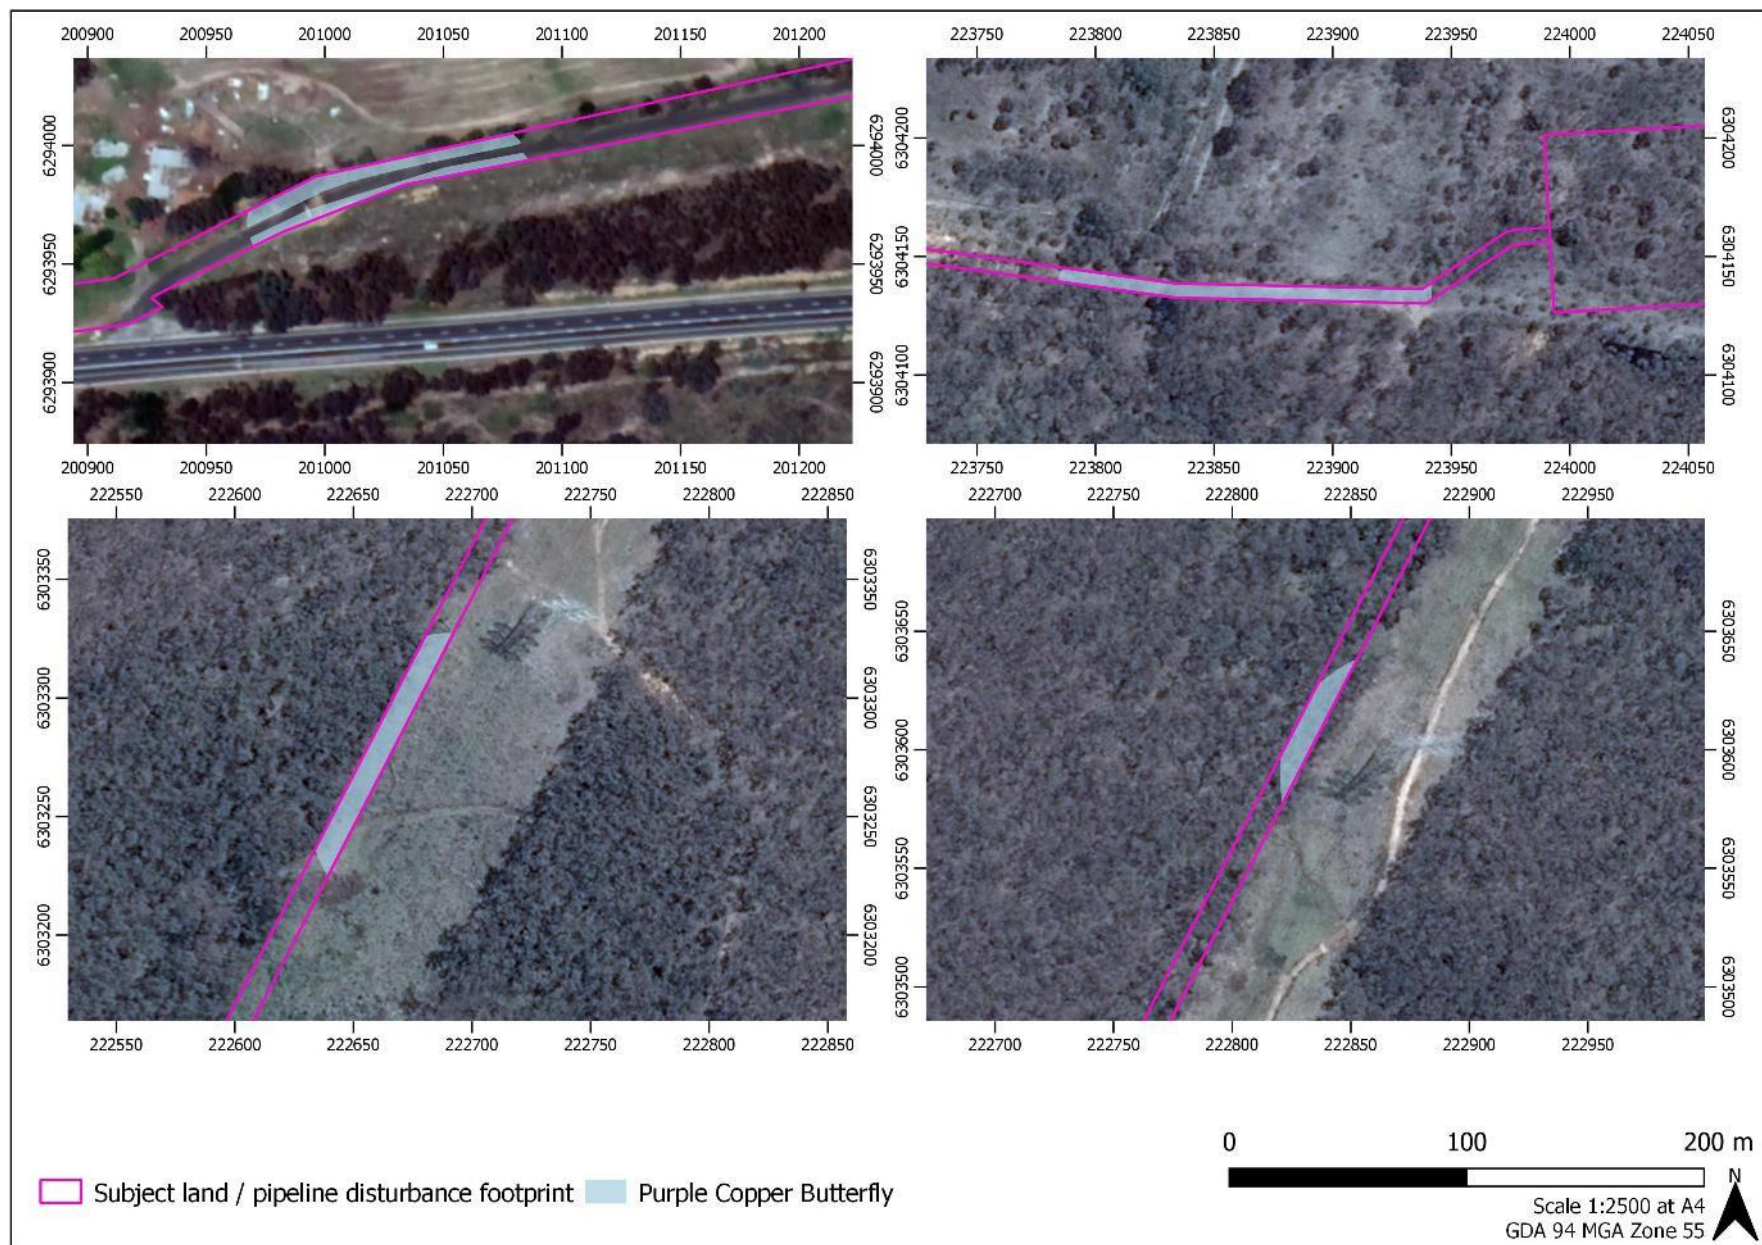 200900 200950 201000 201050 201100 201150 201200
223750 223800 223850 223900 223950 224000 224050
6294000
6293950
6293900
6294000
6293950
6293900
6304200
6304150
6304100
6304200
6304150
6304100
200900 200950 201000 201050 201100 201150 201200
223750 223800 223850 223900 223950 224000 224050
222550 222600 222650 222700 222750 222800 222850
222700 222750 222800 222850 222900 222950
6303350
6303300
6303250
6303200
6303350
6303300
6303250
6303200
6303650
6303600
6303550
6303500
6303650
6303600
6303550
6303500
222550 222600 222650 222700 222750 222800 222850
222700 222750 222800 222850 222900 222950
0 100 200 m
Subject land / pipeline disturbance footprint Purple Copper Butterfly
N
Scale 1:2500 at A4
GDA 94 MGA Zone 55